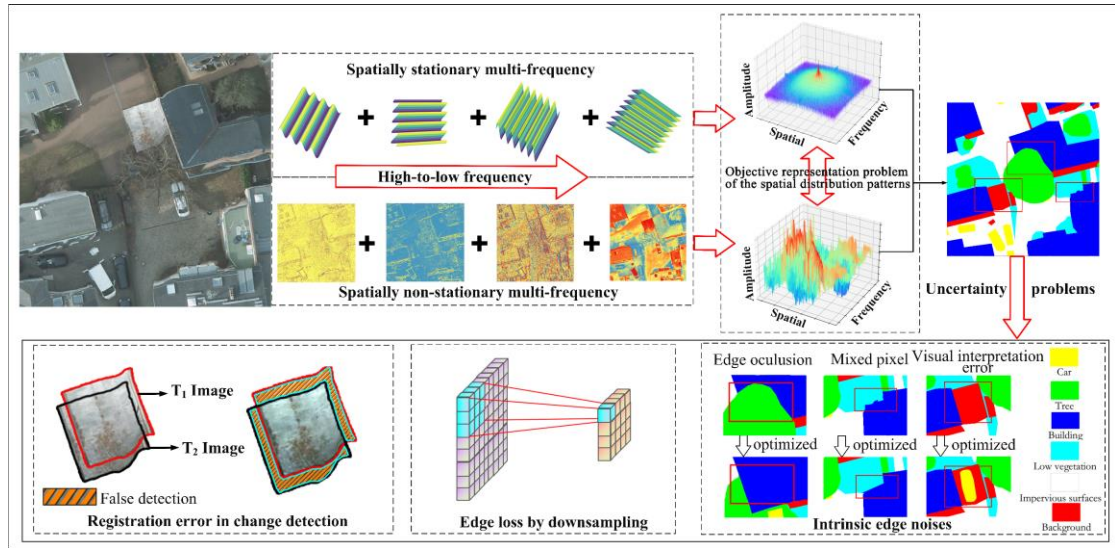 Spatially stationary multi-frequency
High-to-low frequency
Spatially non-stationary multi-frequency
Amplitude
Spatial
Frequency
Objective representation problem
of the spatial distribution patterns
Amplitude
Spatial
Frequency
Uncertainty problems
T1 Image
T2 Image
False detection
Registration error in change detection
Edge loss by downsampling
Edge oculusion
Mixed pixel
Visual interpretation
error
optimized
optimized
optimized
Intrinsic edge noises
Car
Tree
Building
Low vegetation
Impervious surfaces
Background